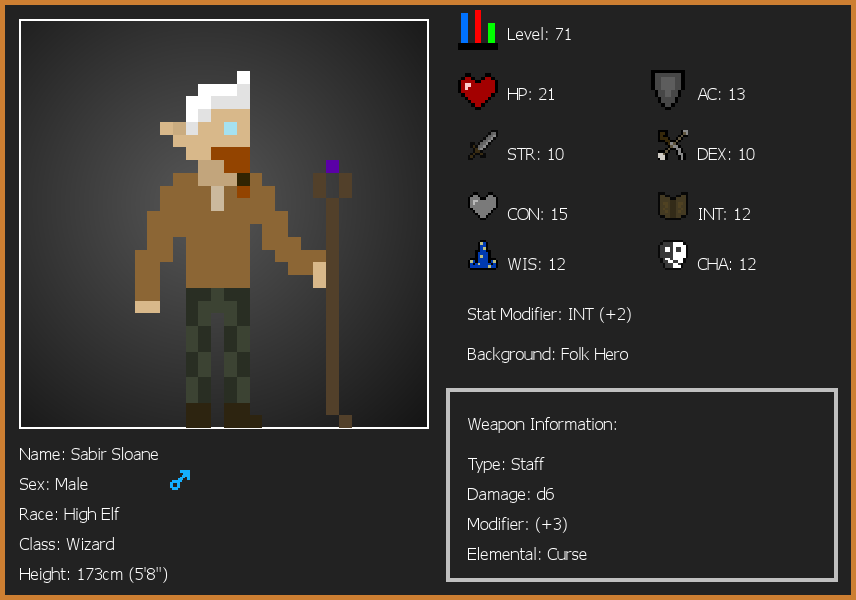 Level: 71
HP: 21
AC: 13
STR: 10
DEX: 10
CON: 15
INT: 12
WIS: 12
CHA: 12
Stat Modifier: INT (+2)
Background: Folk Hero
Weapon Information:
Type: Staff
Damage: d6
Modifier: (+3)
Elemental: Curse
Name: Sabir Sloane
Sex: Male
Race: High Elf
Class: Wizard
Height: 173cm (5'8")